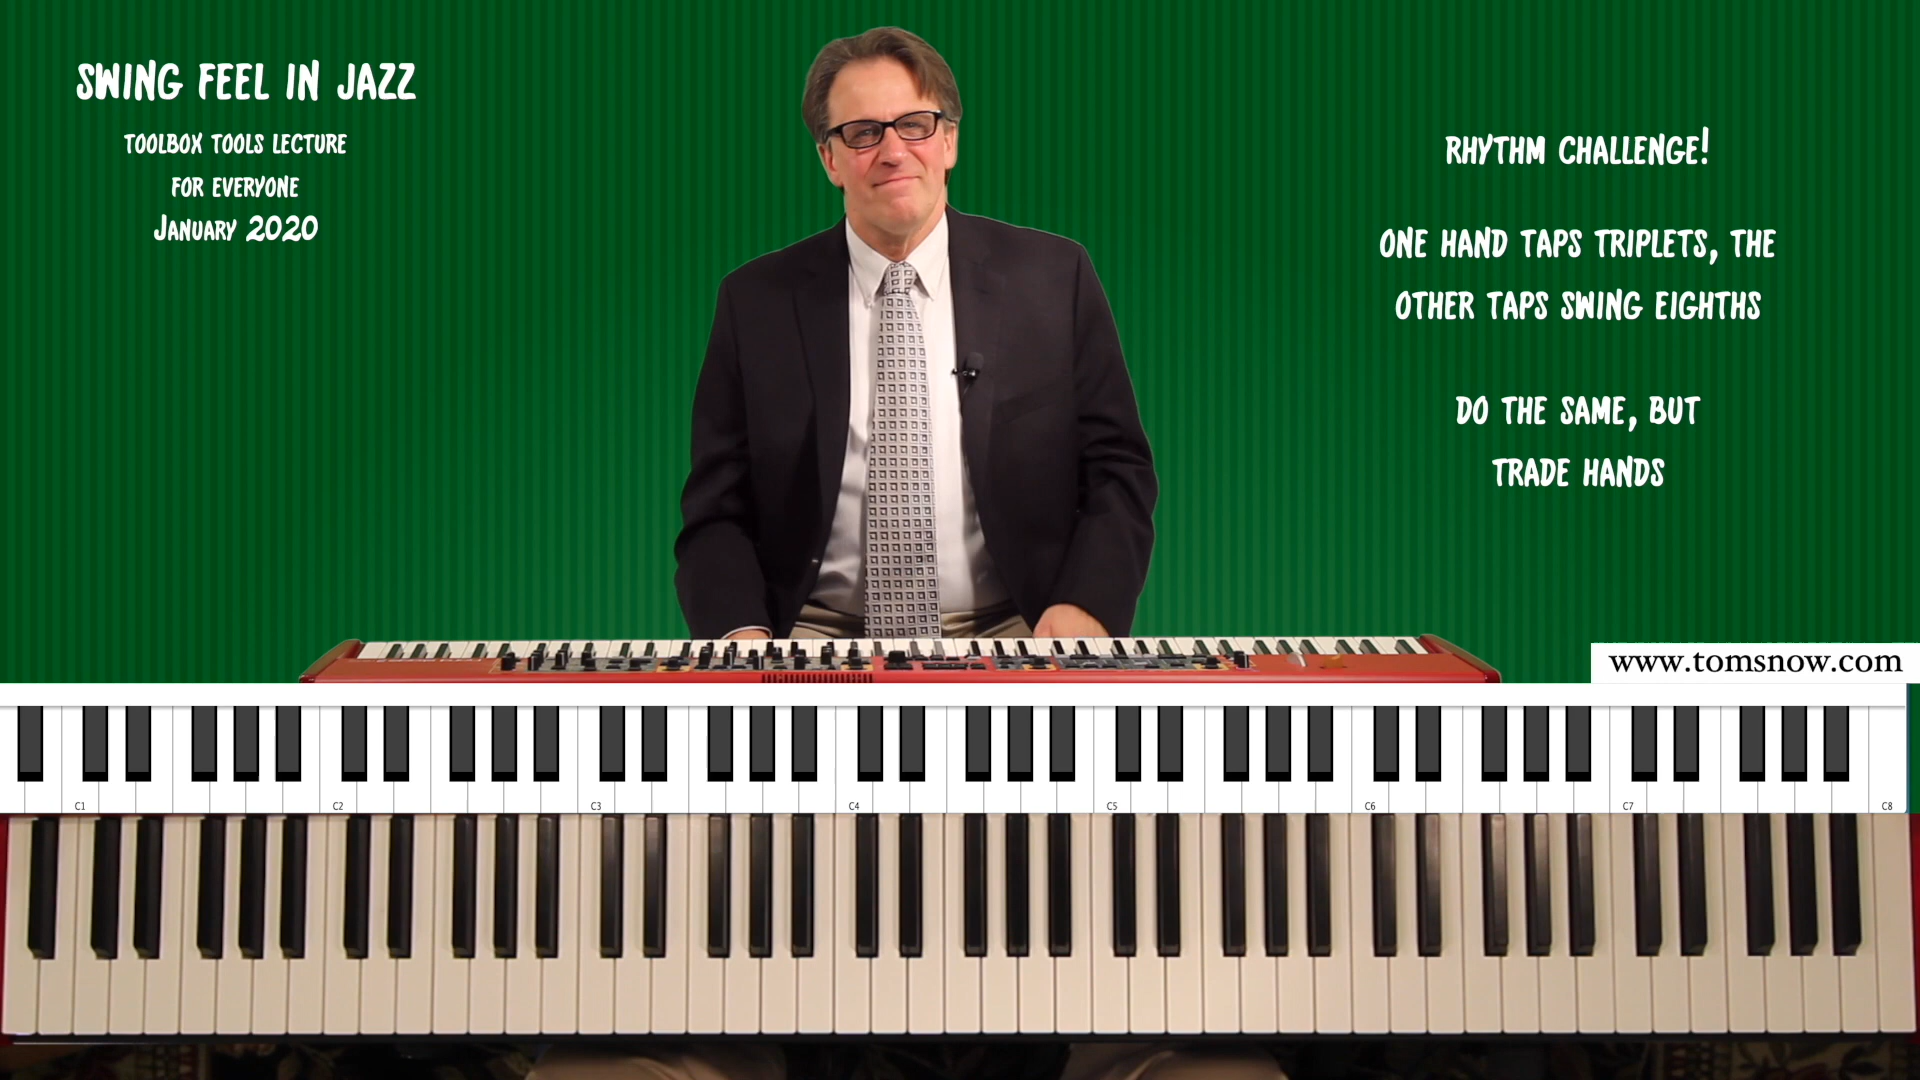 SWING FEEL IN JAZZ
TOOLBOX TOOLS LECTURE
FOR EVERYONE
JANUARY 2020
RHYTHM CHALLENGE!
ONE HAND TAPS TRIPLETS, THE
OTHER TAPS SWING EIGHTHS
DO THE SAME, BUT
TRADE HANDS
www.tomsnow.com
C1 C2 C3 C4 C5 C6 C7 C8